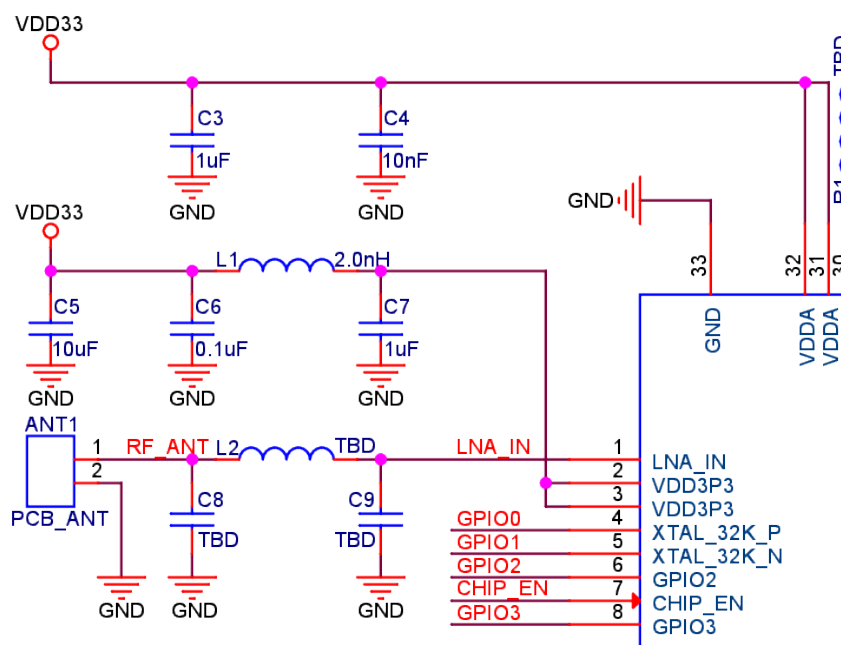 VDD33
TBD
C3
C4
1uF
10nF
GND
GND
GND
VDD33
L1
2.0nH
33
32
31
30
C5
C6
C7
10uF
0.1uF
1uF
GND
VDDA
VDDA
GND
GND
GND
ANT1
1
RF_ANT
L2
TBD
LNA_IN
1
LNA_IN
2
2
VDD3P3
C8
C9
3
VDD3P3
PCB_ANT
TBD
TBD
GPIO0
4
XTAL_32K_P
GPIO1
5
XTAL_32K_N
GPIO2
6
GPIO2
CHIP_EN
7
CHIP_EN
GND
GND
GND
GPIO3
8
GPIO3